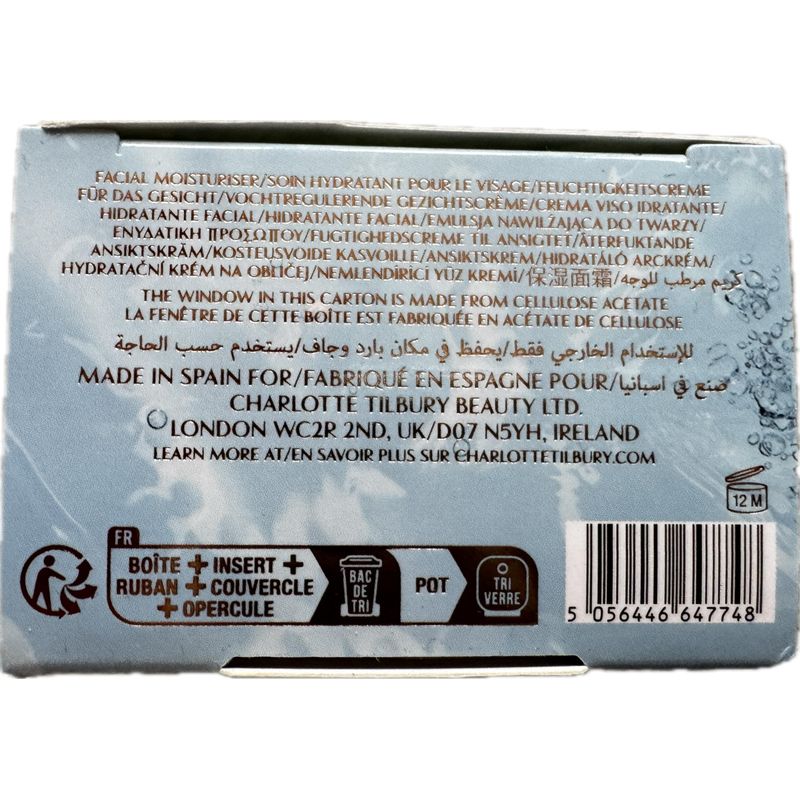 FACIAL MOISTURISER/SOIN HYDRATANT POUR LE VISAGE/FEUCHTIGKEITSCREME
FÜR DAS GESICHT/VOCHTREGULERENDE GEZICHTSCRÈME/CREMA VISO IDRATANTE/
HIDRATANTE FACIAL/HIDRATANTE FACIAL/EMULSJA NAWILŻAJĄCA DO TWARZY/
ΕΝΥΔΑΤΙΚΗ ΠΡΟΣΩΠΟΥ/FUGTIGHEDSCREME TIL ANSIGTET/ÅTERFUKTANDE
ANSIKTSKRÄM/KOSTEUSVOIDE KASVOILLE/ANSIKTSKREM/HIDRATÁLÓ ARCKRÉM/
HYDRATAČNÍ KRÉM NA OBLIČEJ/NEMLENDİRİCİ YÜZ KREMİ/保湿面霜/كريم مرطب للوجه
THE WINDOW IN THIS CARTON IS MADE FROM CELLULOSE ACETATE
LA FENÊTRE DE CETTE BOÎTE EST FABRIQUÉE EN ACÉTATE DE CELLULOSE
للإستخدام الخارجي فقط/يحفظ في مكان بارد وجاف/يستخدم حسب الحاجة
MADE IN SPAIN FOR/FABRIQUÉ EN ESPAGNE POUR/صنع في اسبانيا
CHARLOTTE TILBURY BEAUTY LTD.
LONDON WC2R 2ND, UK/D07 N5YH, IRELAND
LEARN MORE AT/EN SAVOIR PLUS SUR CHARLOTTETILBURY.COM
12 M
FR
BOÎTE + INSERT +
RUBAN + COUVERCLE
+ OPERCULE
BAC
DE
TRI
POT
TRI
VERRE
5 056446 647748